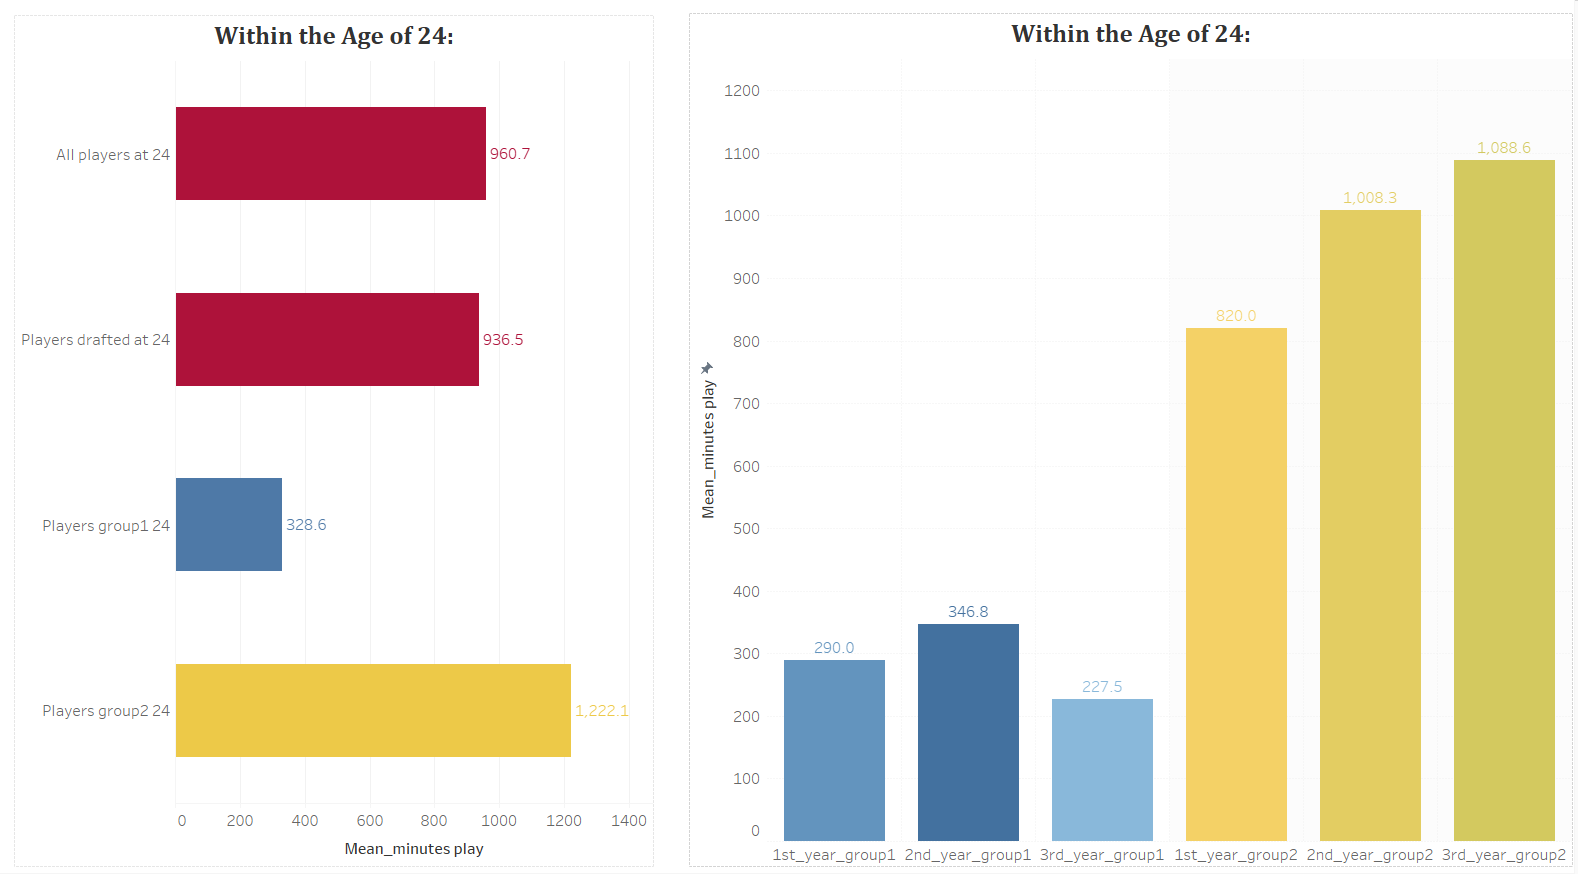 Within the Age of 24:
All players at 24
960.7
Players drafted at 24
936.5
Players group1 24
328.6
Players group2 24
1,222.1
0 200 400 600 800 1000 1200 1400
Mean_minutes play
Within the Age of 24:
Mean_minutes play
1200
1100
1000
900
800
700
600
500
400
300
200
100
0
290.0
346.8
227.5
820.0
1,008.3
1,088.6
1st_year_group1 2nd_year_group1 3rd_year_group1 1st_year_group2 2nd_year_group2 3rd_year_group2